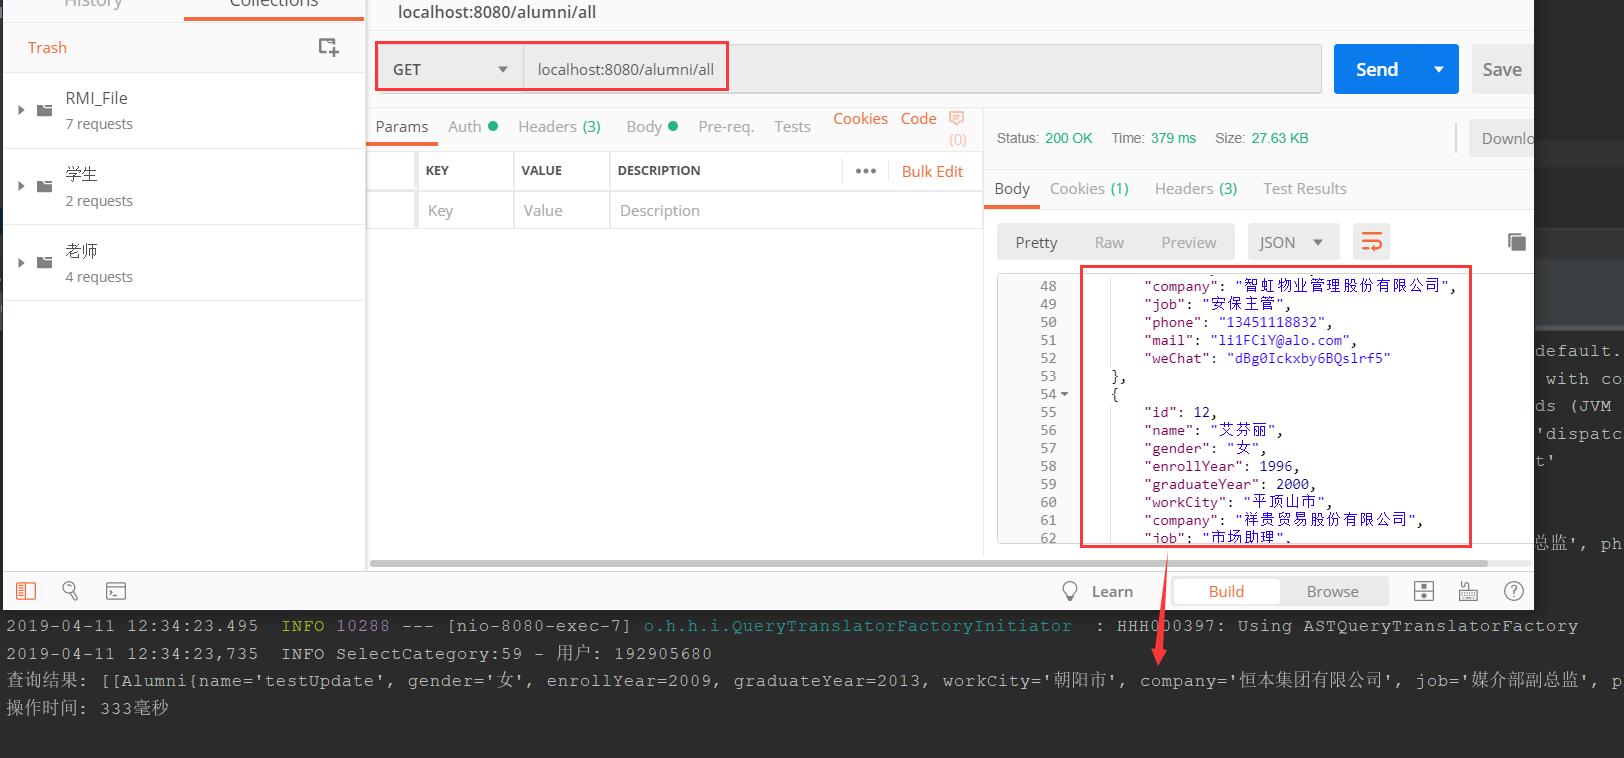 History Collections
localhost:8080/alumni/all
Trash
GET localhost:8080/alumni/all
Send
Save
RMI_File
7 requests
学生
2 requests
老师
4 requests
Params Auth Headers (3) Body Pre-req. Tests Cookies Code (0)
KEY VALUE DESCRIPTION ••• Bulk Edit
Key Value Description
Status: 200 OK Time: 379 ms Size: 27.63 KB Downlo
Body Cookies (1) Headers (3) Test Results
Pretty Raw Preview JSON
48 "company": "智虹物业管理股份有限公司",
49 "job": "安保主管",
50 "phone": "13451118832",
51 "mail": "li1FCiY@alo.com",
52 "weChat": "dBg0Ickxby6BQslrf5"
53 },
54 {
55 "id": 12,
56 "name": "艾芬丽",
57 "gender": "女",
58 "enrollYear": 1996,
59 "graduateYear": 2000,
60 "workCity": "平顶山市",
61 "company": "祥贵贸易股份有限公司",
62 "job": "市场助理",
default.
with co
ds (JVM
'dispatc
t'
总监', ph
Learn Build Browse
2019-04-11 12:34:23.495 INFO 10288 --- [nio-8080-exec-7] o.h.h.i.QueryTranslatorFactoryInitiator : HHH000397: Using ASTQueryTranslatorFactory
2019-04-11 12:34:23,735 INFO SelectCategory:59 - 用户: 192905680
查询结果: [[Alumni{name='testUpdate', gender='女', enrollYear=2009, graduateYear=2013, workCity='朝阳市', company='恒本集团有限公司', job='媒介部副总监', p
操作时间: 333毫秒